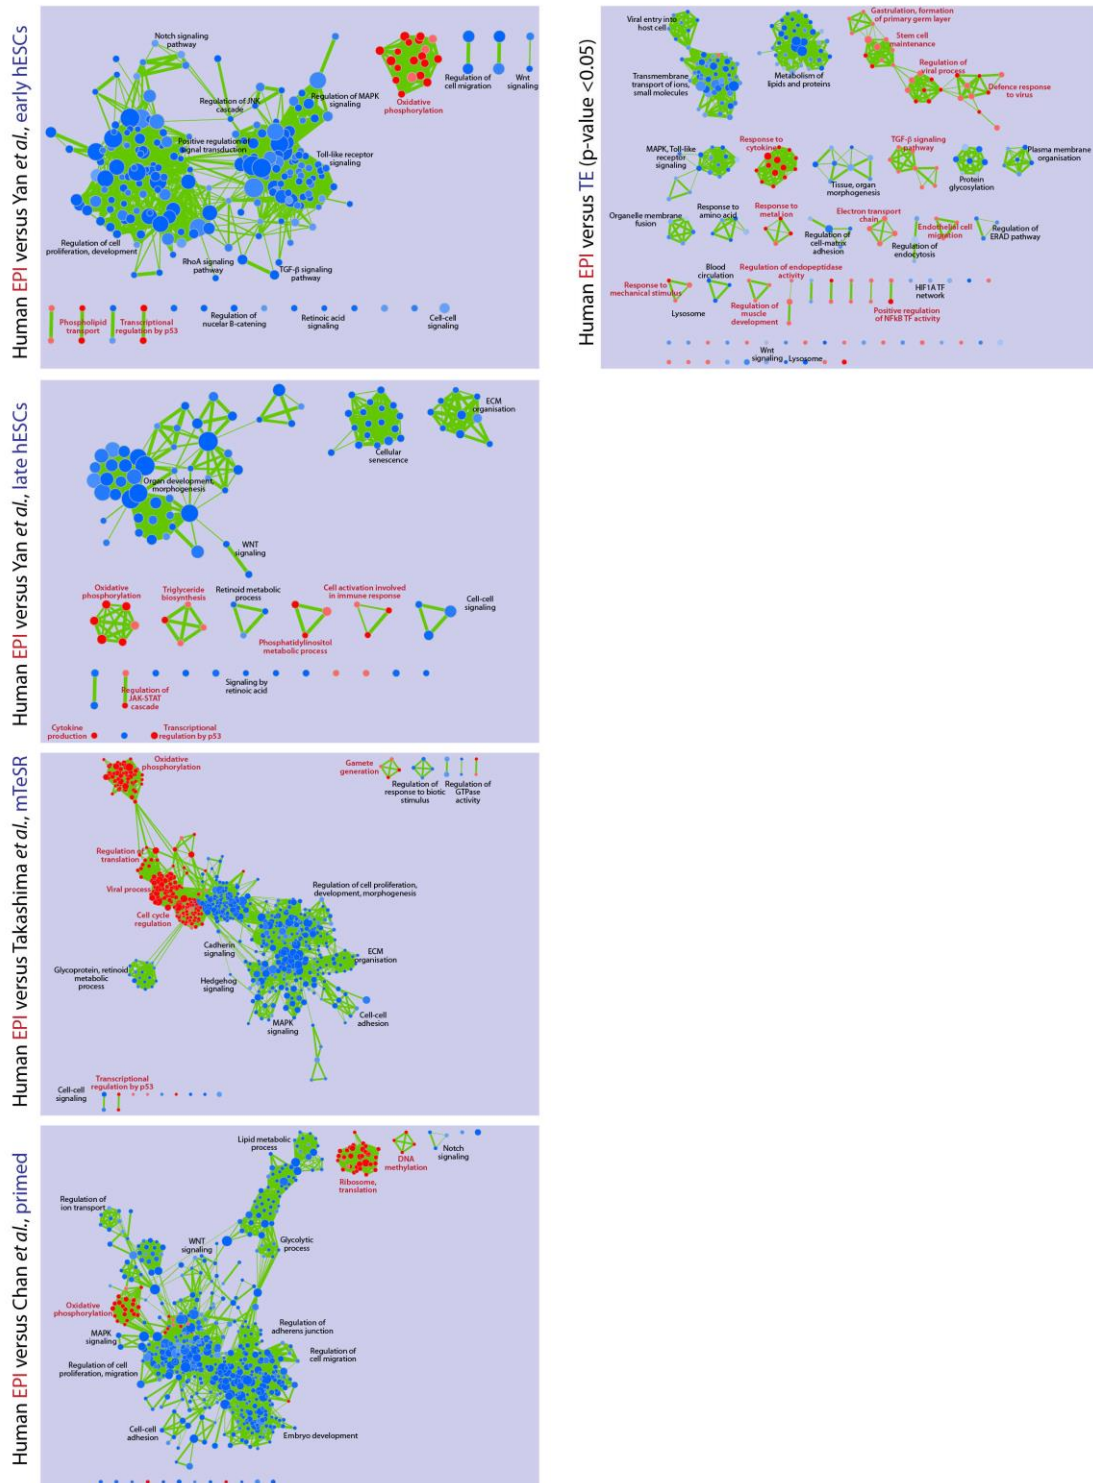 Human EPI versus Yan et al., early hESCs
Notch signaling
pathway
Regulation of JNK
cascade
Regulation of MAPK
signaling
Oxidative
phosphorylation
Regulation of
cell migration
Wnt
signaling
Positive regulation of
signal transduction
Toll-like receptor
signaling
Regulation of cell
proliferation, development
RhoA signaling
pathway
TGF-β signaling
pathway
Phospholipid
transport
Transcriptional
regulation by p53
Regulation of
nucelar B-catening
Retinoic acid
signaling
Cell-cell
signaling
Human EPI versus TE (p-value <0.05)
Viral entry into
host cell
Transmembrane
transport of ions,
small molecules
Metabolism of
lipids and proteins
Gastrulation, formation
of primary germ layer
Stem cell
maintenance
Regulation of
viral process
Defence response
to virus
MAPK, Toll-like
receptor
signaling
Response to
cytokine
Tissue, organ
morphogenesis
TGF-β signaling
pathway
Protein
glycosylation
Plasma membrane
organisation
Organelle membrane
fusion
Response to
amino acid
Response to
metal ion
Regulation of
cell-matrix
adhesion
Electron transport
chain
Regulation of
endocytosis
Endothelial cell
migration
Regulation of
ERAD pathway
Response to
mechanical stimulus
Blood
circulation
Lysosome
Regulation of endopeptidase
activity
Regulation of
muscle
development
HIF1A TF
network
Positive regulation
of NFkB TF activity
Wnt
signaling
Lysosome
Human EPI versus Yan et al., late hESCs
Organ development,
morphogenesis
Cellular
senescence
ECM
organisation
WNT
signaling
Oxidative
phosphorylation
Triglyceride
biosynthesis
Retinoid metabolic
process
Cell activation involved
in immune response
Phosphatidylinositol
metabolic process
Cell-cell
signaling
Regulation of
JAK-STAT
cascade
Signaling by
retinoic acid
Cytokine
production
Transcriptional
regulation by p53
Human EPI versus Takashima et al., mTeSR
Oxidative
phosphorylation
Gamete
generation
Regulation of
response to biotic
stimulus
Regulation of
GTPase
activity
Regulation of
translation
Viral process
Cell cycle
regulation
Regulation of cell proliferation,
development, morphogenesis
Cadherin
signaling
ECM
organisation
Glycoprotein, retinoid
metabolic
process
Hedgehog
signaling
MAPK
signaling
Cell-cell
adhesion
Cell-cell
signaling
Transcriptional
regulation by p53
Human EPI versus Chan et al., primed
Lipid metabolic
process
Ribosome,
translation
DNA
methylation
Notch
signaling
Regulation of
ion transport
WNT
signaling
Glycolytic
process
Oxidative
phosphorylation
MAPK
signaling
Regulation of
adherens junction
Regulation of
cell migration
Regulation of cell
proliferation, migration
Cell-cell
adhesion
Embryo development